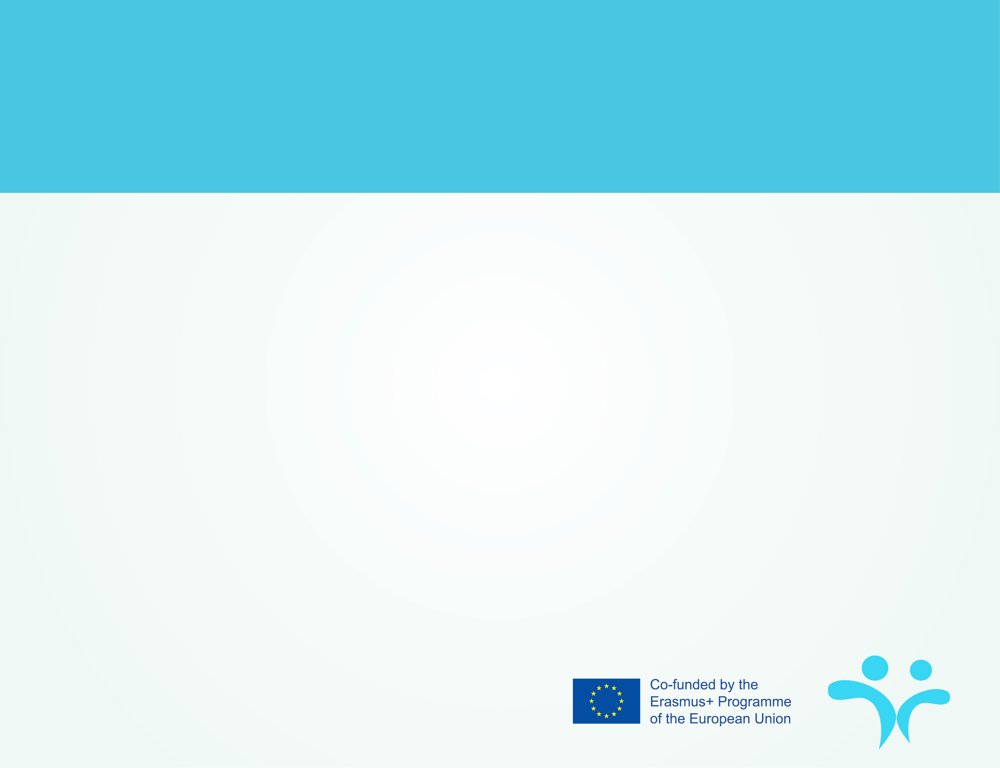 Co-funded by the
Erasmus+ Programme
of the European Union